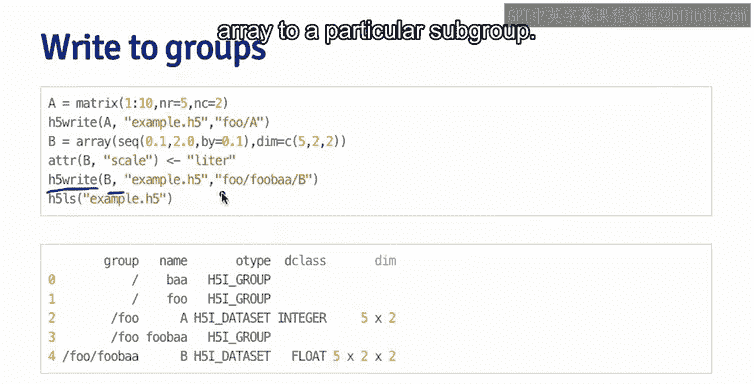 array to a particular subgroup.
Write to groups
A = matrix(1:10,nr=5,nc=2)
h5write(A, "example.h5","foo/A")
B = array(seq(0.1,2.0,by=0.1),dim=c(5,2,2))
attr(B, "scale") <- "liter"
h5write(B, "example.h5","foo/foobaa/B")
h5ls("example.h5")
group name otype dclass dim
0 / baa H5I_GROUP
1 / foo H5I_GROUP
2 /foo A H5I_DATASET INTEGER 5 x 2
3 /foo foobaa H5I_GROUP
4 /foo/foobaa B H5I_DATASET FLOAT 5 x 2 x 2